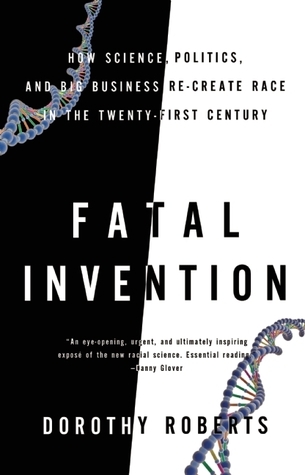 HOW SCIENCE, POLITICS,
AND BIG BUSINESS RE-CREATE RACE
IN THE TWENTY-FIRST CENTURY
FATAL
INVENTION
"An eye-opening, urgent, and ultimately inspiring
exposé of the new racial science. Essential reading
—Danny Glover
DOROTHY ROBERTS